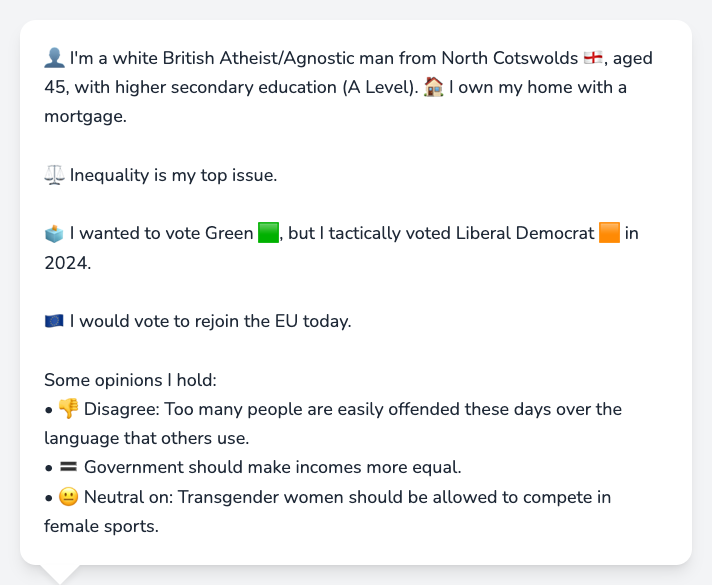 👤 I'm a white British Atheist/Agnostic man from North Cotswolds 🏴󠁧󠁢󠁥󠁮󠁧󠁿, aged
45, with higher secondary education (A Level). 🏠 I own my home with a
mortgage.
⚖️ Inequality is my top issue.
🗳️ I wanted to vote Green 🟩, but I tactically voted Liberal Democrat 🟧 in
2024.
🇪🇺 I would vote to rejoin the EU today.
Some opinions I hold:
• 👎 Disagree: Too many people are easily offended these days over the
language that others use.
• 🟰 Government should make incomes more equal.
• 😐 Neutral on: Transgender women should be allowed to compete in
female sports.